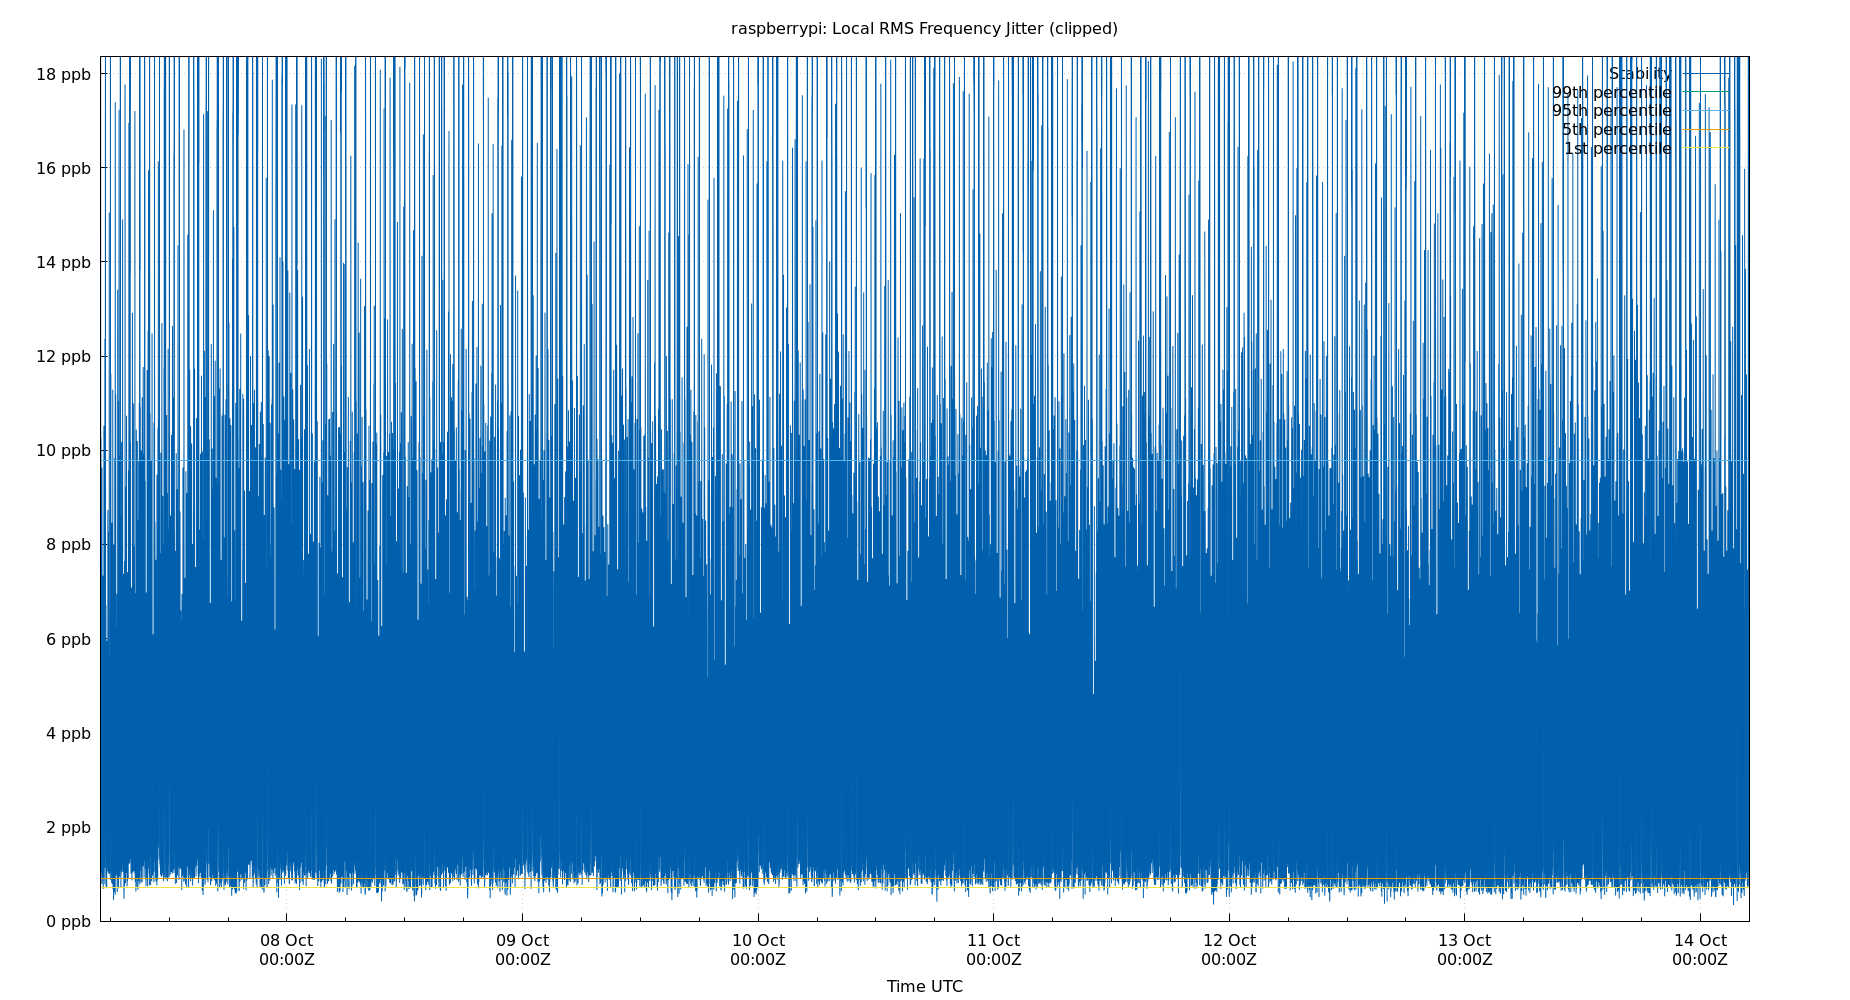 raspberrypi: Local RMS Frequency Jitter (clipped)
18 ppb
16 ppb
14 ppb
12 ppb
10 ppb
8 ppb
6 ppb
4 ppb
2 ppb
0 ppb
Stability
99th percentile
95th percentile
5th percentile
1st percentile
08 Oct 09 Oct 10 Oct 11 Oct 12 Oct 13 Oct 14 Oct
00:00Z 00:00Z 00:00Z 00:00Z 00:00Z 00:00Z 00:00Z
Time UTC